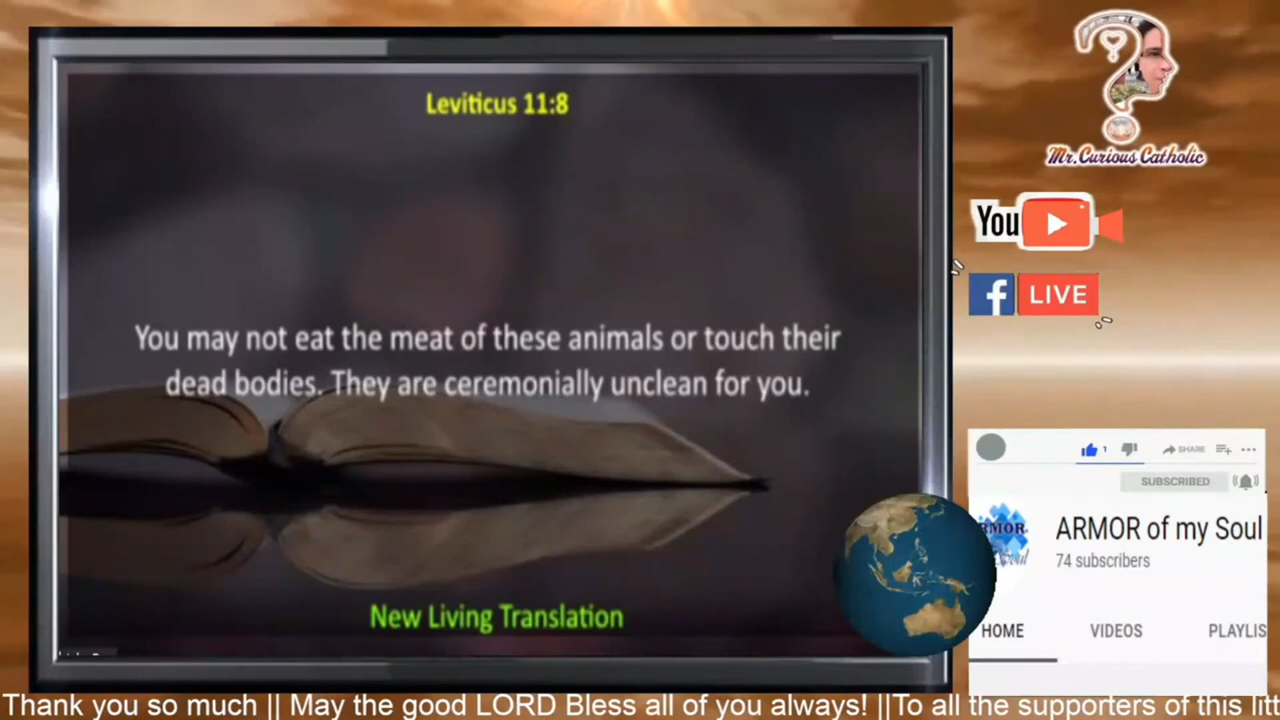 Leviticus 11:8
You may not eat the meat of these animals or touch their
dead bodies. They are ceremonially unclean for you.
New Living Translation
Mr.Curious Catholic
You
LIVE
1
SHARE
SUBSCRIBED
ARMOR of my Soul
74 subscribers
HOME VIDEOS PLAYLIS
Thank you so much || May the good LORD Bless all of you always! ||To all the supporters of this litt